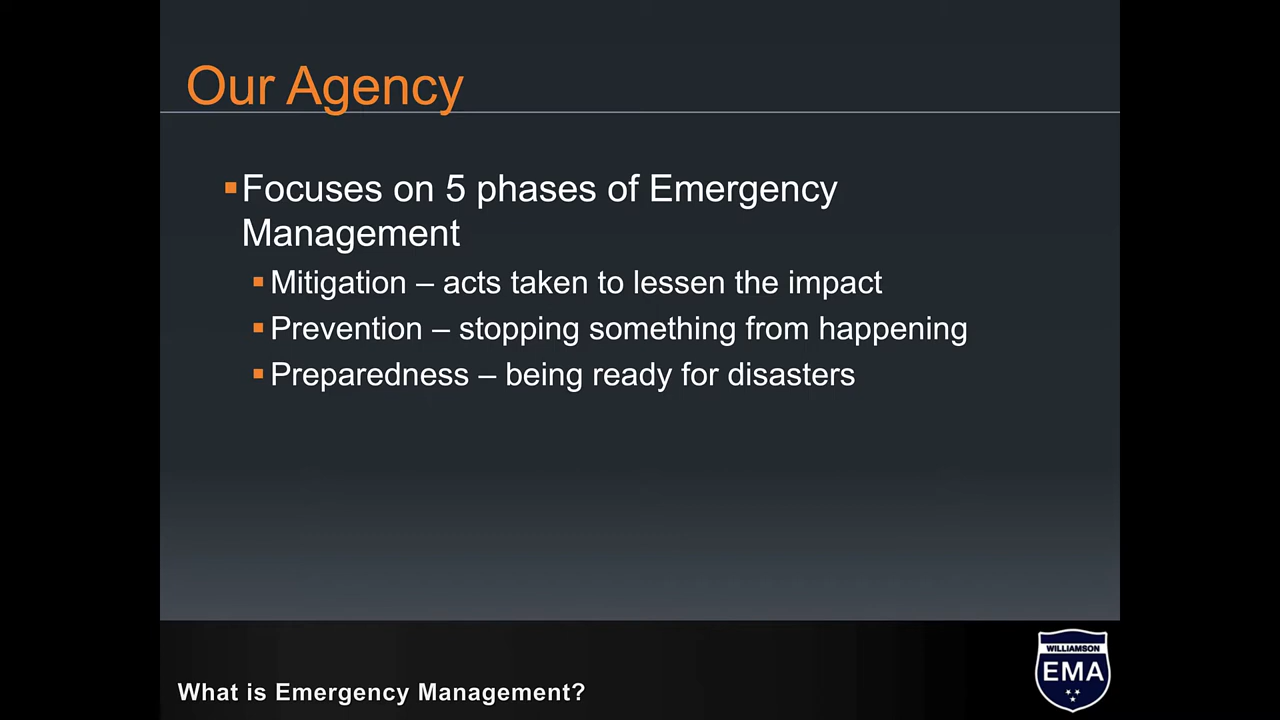 Our Agency
Focuses on 5 phases of Emergency
Management
Mitigation – acts taken to lessen the impact
Prevention – stopping something from happening
Preparedness – being ready for disasters
What is Emergency Management?
WILLIAMSON
EMA